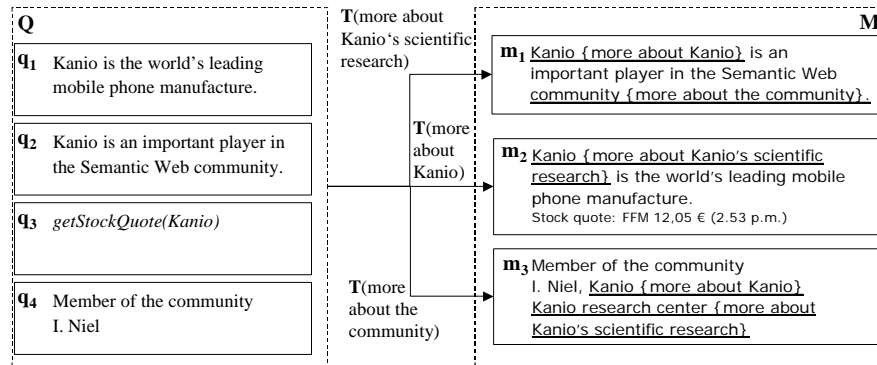 Q
q1 Kanio is the world's leading
mobile phone manufacture.
q2 Kanio is an important player in
the Semantic Web community.
q3 getStockQuote(Kanio)
q4 Member of the community
I. Niel
T(more about
Kanio's scientific
research)
T(more
about
Kanio)
T(more
about the
community)
M
m1 Kanio {more about Kanio} is an
important player in the Semantic Web
community {more about the community}.
m2 Kanio {more about Kanio's scientific
research} is the world's leading mobile
phone manufacture.
Stock quote: FFM 12,05 € (2.53 p.m.)
m3 Member of the community
I. Niel, Kanio {more about Kanio}
Kanio research center {more about
Kanio's scientific research}